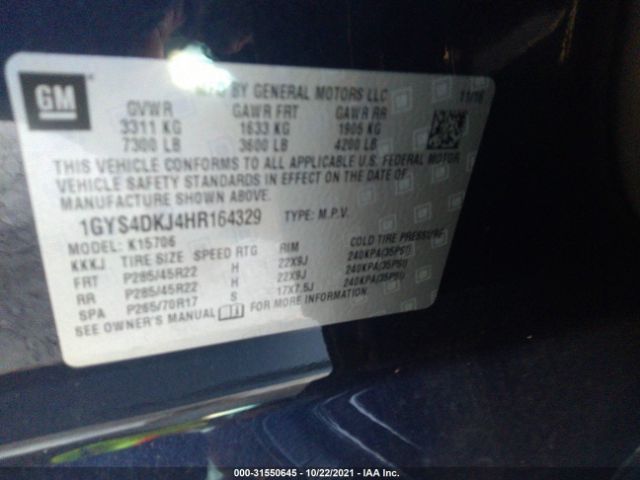 GM
MFD BY GENERAL MOTORS LLC 11/16
GVWR GAWR FRT GAWR RR
3311 KG 1633 KG 1905 KG
7300 LB 3600 LB 4200 LB
THIS VEHICLE CONFORMS TO ALL APPLICABLE U.S. FEDERAL MOTOR
VEHICLE SAFETY STANDARDS IN EFFECT ON THE DATE OF
MANUFACTURE SHOWN ABOVE.
1GYS4DKJ4HR164329 TYPE: M.P.V.
MODEL: K15706
KKKJ TIRE SIZE SPEED RTG RIM COLD TIRE PRESSURE
FRT P285/45R22 H 22X9J 240KPA(35PSI)
RR P285/45R22 H 22X9J 240KPA(35PSI)
SPA P265/70R17 S 17X7.5J 240KPA(35PSI)
SEE OWNER'S MANUAL FOR MORE INFORMATION.
000-31550645 - 10/22/2021 - IAA Inc.